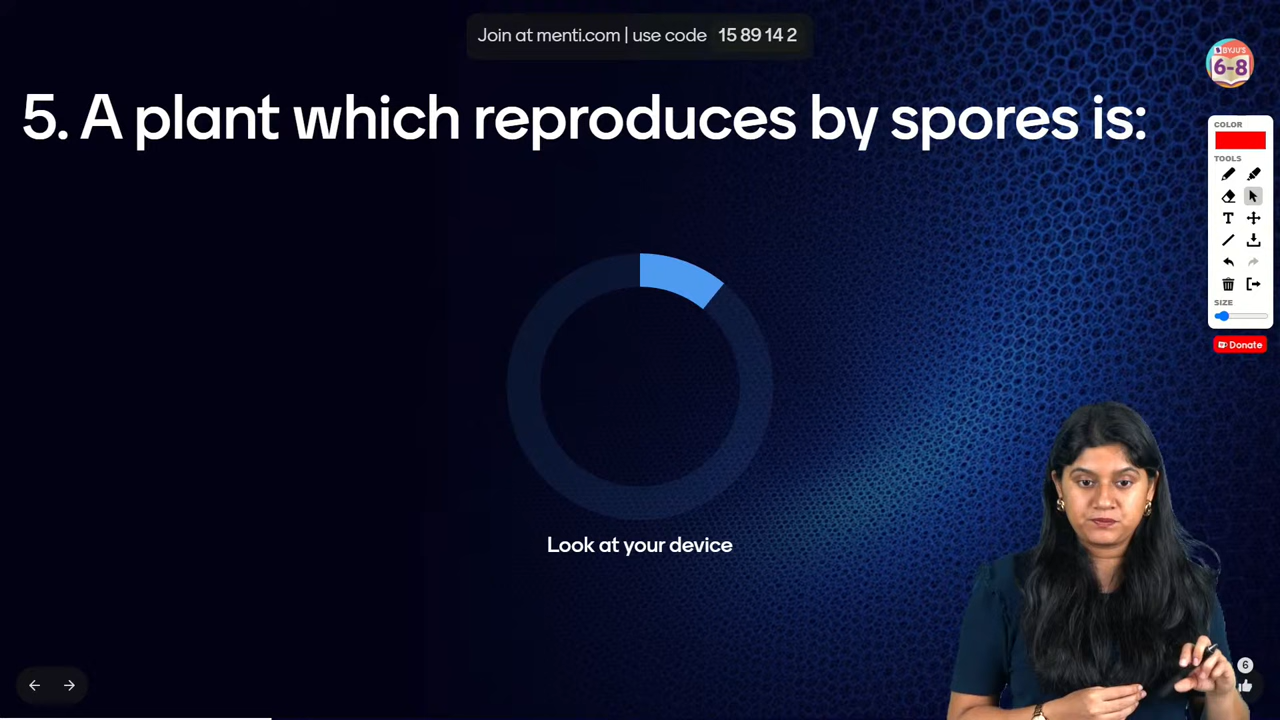 Join at menti.com | use code 15 89 14 2
BYJU'S
6-8
5. A plant which reproduces by spores is:
COLOR
TOOLS
T
SIZE
Donate
Look at your device
6